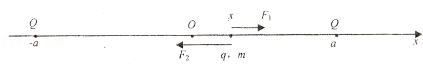 Q O x F₁ Q
-a F₂ q, m a x